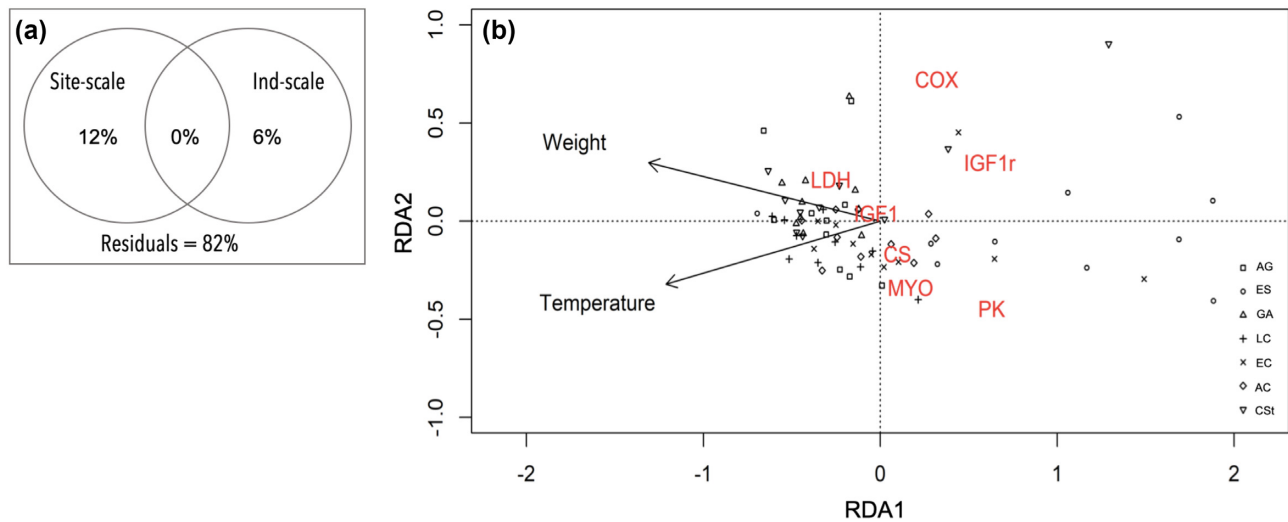 (a)
Site-scale
Ind-scale
12%
0%
6%
Residuals = 82%
(b)
1.0
0.5
0.0
-0.5
-1.0
RDA2
Weight
Temperature
COX
IGF1r
LDH
IGF1
CS
MYO
PK
AG
ES
GA
LC
EC
AC
CSt
-2
-1
0
1
2
RDA1